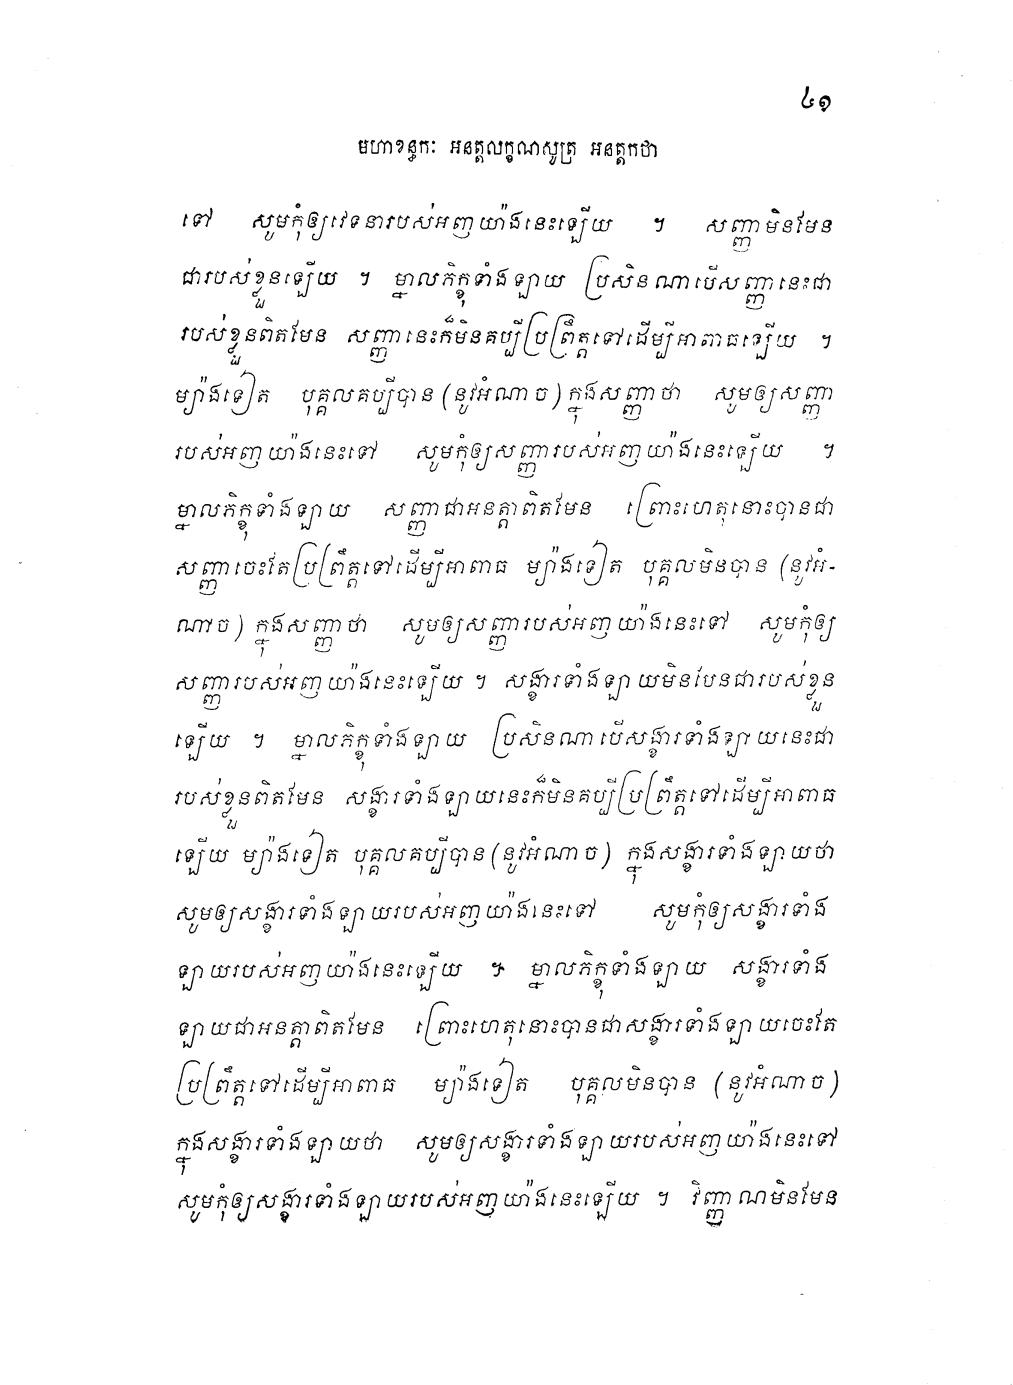 ៤១
មហាខន្ធកៈ អនត្តលក្ខណសូត្រ អនត្តកថា
ទៅ សូមកុំឲ្យវេទនារបស់អញយ៉ាងនេះឡើយ ។ សញ្ញាមិនមែន
ជារបស់ខ្លួនឡើយ ។ ម្នាលភិក្ខុទាំងឡាយ ប្រសិនណាបើសញ្ញានេះជា
របស់ខ្លួនពិតមែន សញ្ញានេះក៏មិនគប្បីប្រព្រឹត្តទៅដើម្បីអាពាធឡើយ ។
ម្យ៉ាងទៀត បុគ្គលគប្បីបាន (នូវអំណាច) ក្នុងសញ្ញាថា សូមឲ្យសញ្ញា
របស់អញយ៉ាងនេះទៅ សូមកុំឲ្យសញ្ញារបស់អញយ៉ាងនេះឡើយ ។
ម្នាលភិក្ខុទាំងឡាយ សញ្ញាជាអនត្តាពិតមែន ព្រោះហេតុនោះបានជា
សញ្ញាចេះតែប្រព្រឹត្តទៅដើម្បីអាពាធ ម្យ៉ាងទៀត បុគ្គលមិនបាន (នូវអំ-
ណាច) ក្នុងសញ្ញាថា សូមឲ្យសញ្ញារបស់អញយ៉ាងនេះទៅ សូមកុំឲ្យ
សញ្ញារបស់អញយ៉ាងនេះឡើយ ។ សង្ខារទាំងឡាយមិនបែនជារបស់ខ្លួន
ឡើយ ។ ម្នាលភិក្ខុទាំងឡាយ ប្រសិនណាបើសង្ខារទាំងឡាយនេះជា
របស់ខ្លួនពិតមែន សង្ខារទាំងឡាយនេះក៏មិនគប្បីប្រព្រឹត្តទៅដើម្បីអាពាធ
ឡើយ ម្យ៉ាងទៀត បុគ្គលគប្បីបាន (នូវអំណាច) ក្នុងសង្ខារទាំងឡាយថា
សូមឲ្យសង្ខារទាំងឡាយរបស់អញយ៉ាងនេះទៅ សូមកុំឲ្យសង្ខារទាំង
ឡាយរបស់អញយ៉ាងនេះឡើយ ។ ម្នាលភិក្ខុទាំងឡាយ សង្ខារទាំង
ឡាយជាអនត្តាពិតមែន ព្រោះហេតុនោះបានជាសង្ខារទាំងឡាយចេះតែ
ប្រព្រឹត្តទៅដើម្បីអាពាធ ម្យ៉ាងទៀត បុគ្គលមិនបាន (នូវអំណាច)
ក្នុងសង្ខារទាំងឡាយថា សូមឲ្យសង្ខារទាំងឡាយរបស់អញយ៉ាងនេះទៅ
សូមកុំឲ្យសង្ខារទាំងឡាយរបស់អញយ៉ាងនេះឡើយ ។ វិញ្ញាណមិនមែន